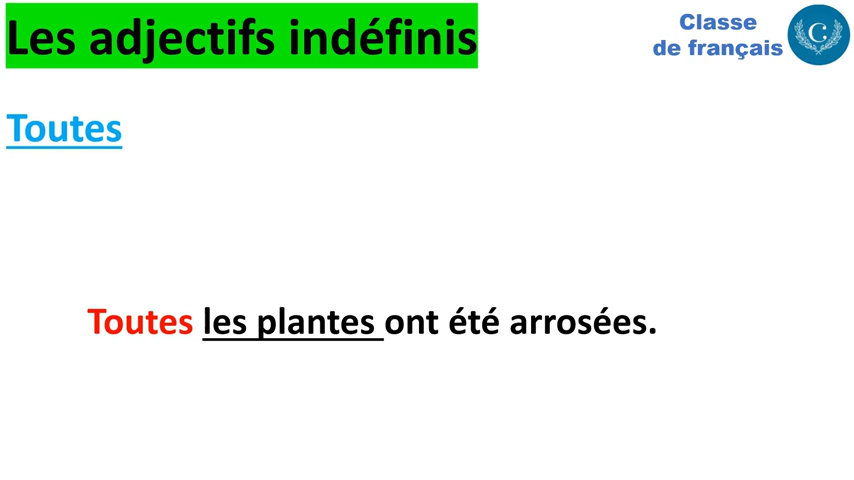 Les adjectifs indéfinis
Classe
de français
C
Toutes
Toutes les plantes ont été arrosées.